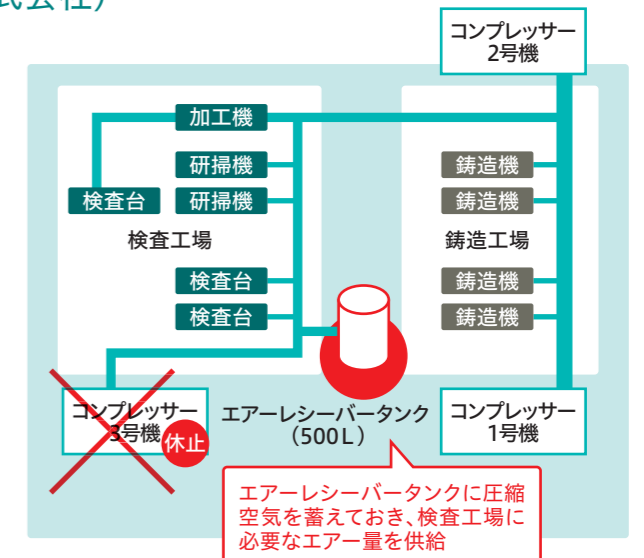 式会社）
コンプレッサー
2号機
加工機
研掃機
鋳造機
検査台
研掃機
鋳造機
検査工場
鋳造工場
検査台
鋳造機
検査台
鋳造機
コンプレッサー
3号機
休止
エアーレシーバータンク
（500L）
コンプレッサー
1号機
エアーレシーバータンクに圧縮
空気を蓄えておき、検査工場に
必要なエアー量を供給